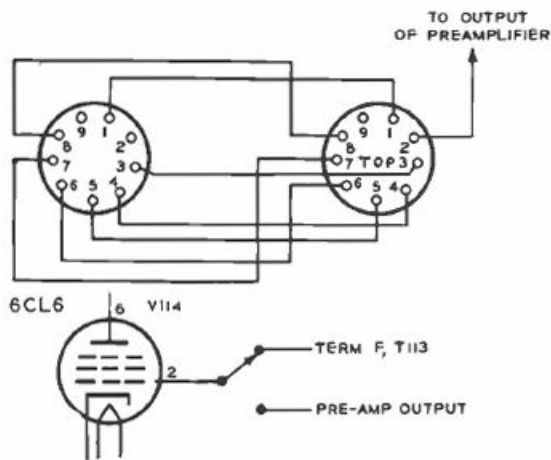 TO OUTPUT
OF PREAMPLIFIER
9 1
8 2
7 3
6 5 4
9 1
8 2
7 TOP 3
6 5 4
6CL6 6 V114
2
TERM F, T113
PRE-AMP OUTPUT